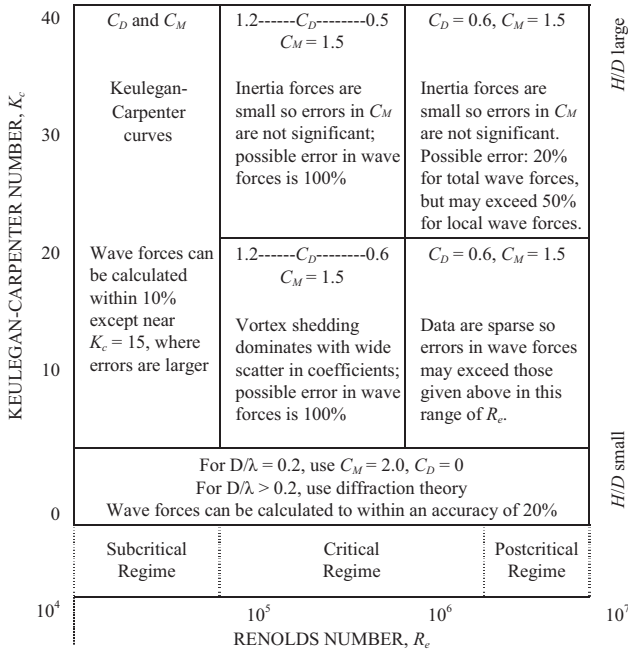 40
30
20
10
0
KEULEGAN-CARPENTER NUMBER, K_c
C_D and C_M
Keulegan-
Carpenter
curves
Wave forces can
be calculated
within 10%
except near
K_c = 15, where
errors are larger
1.2------C_D--------0.5
C_M = 1.5
Inertia forces are
small so errors in C_M
are not significant;
possible error in wave
forces is 100%
C_D = 0.6, C_M = 1.5
Inertia forces are
small so errors in C_M
are not significant.
Possible error: 20%
for total wave forces,
but may exceed 50%
for local wave forces.
1.2------C_D--------0.6
C_M = 1.5
Vortex shedding
dominates with wide
scatter in coefficients;
possible error in wave
forces is 100%
C_D = 0.6, C_M = 1.5
Data are sparse so
errors in wave forces
may exceed those
given above in this
range of R_e.
For D/λ = 0.2, use C_M = 2.0, C_D = 0
For D/λ > 0.2, use diffraction theory
Wave forces can be calculated to within an accuracy of 20%
H/D large
H/D small
Subcritical
Regime
Critical
Regime
Postcritical
Regime
10^4
10^5
10^6
10^7
RENOLDS NUMBER, R_e